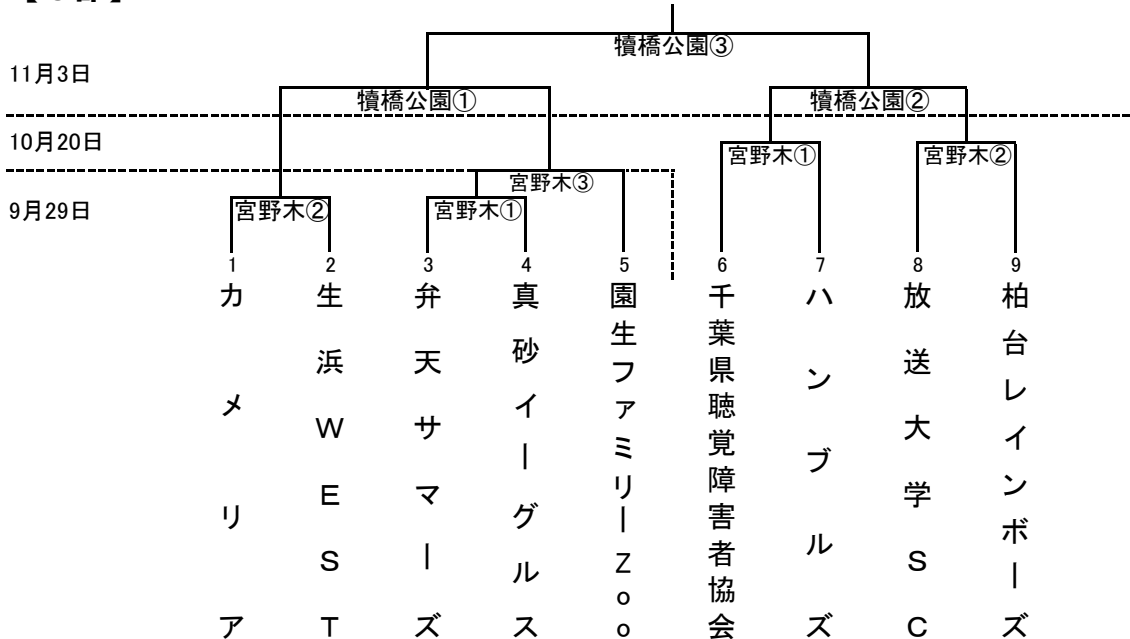 犢橋公園③
11月3日
犢橋公園① 犢橋公園②
10月20日
宮野木① 宮野木②
宮野木③
9月29日
宮野木② 宮野木①
1 2 3 4 5 6 7 8 9
カメリア
生浜WEST
弁天サマーズ
真砂イーグルス
園生ファミリーZoo
千葉県聴覚障害者協会
ハンブルズ
放送大学SC
柏台レインボーズ